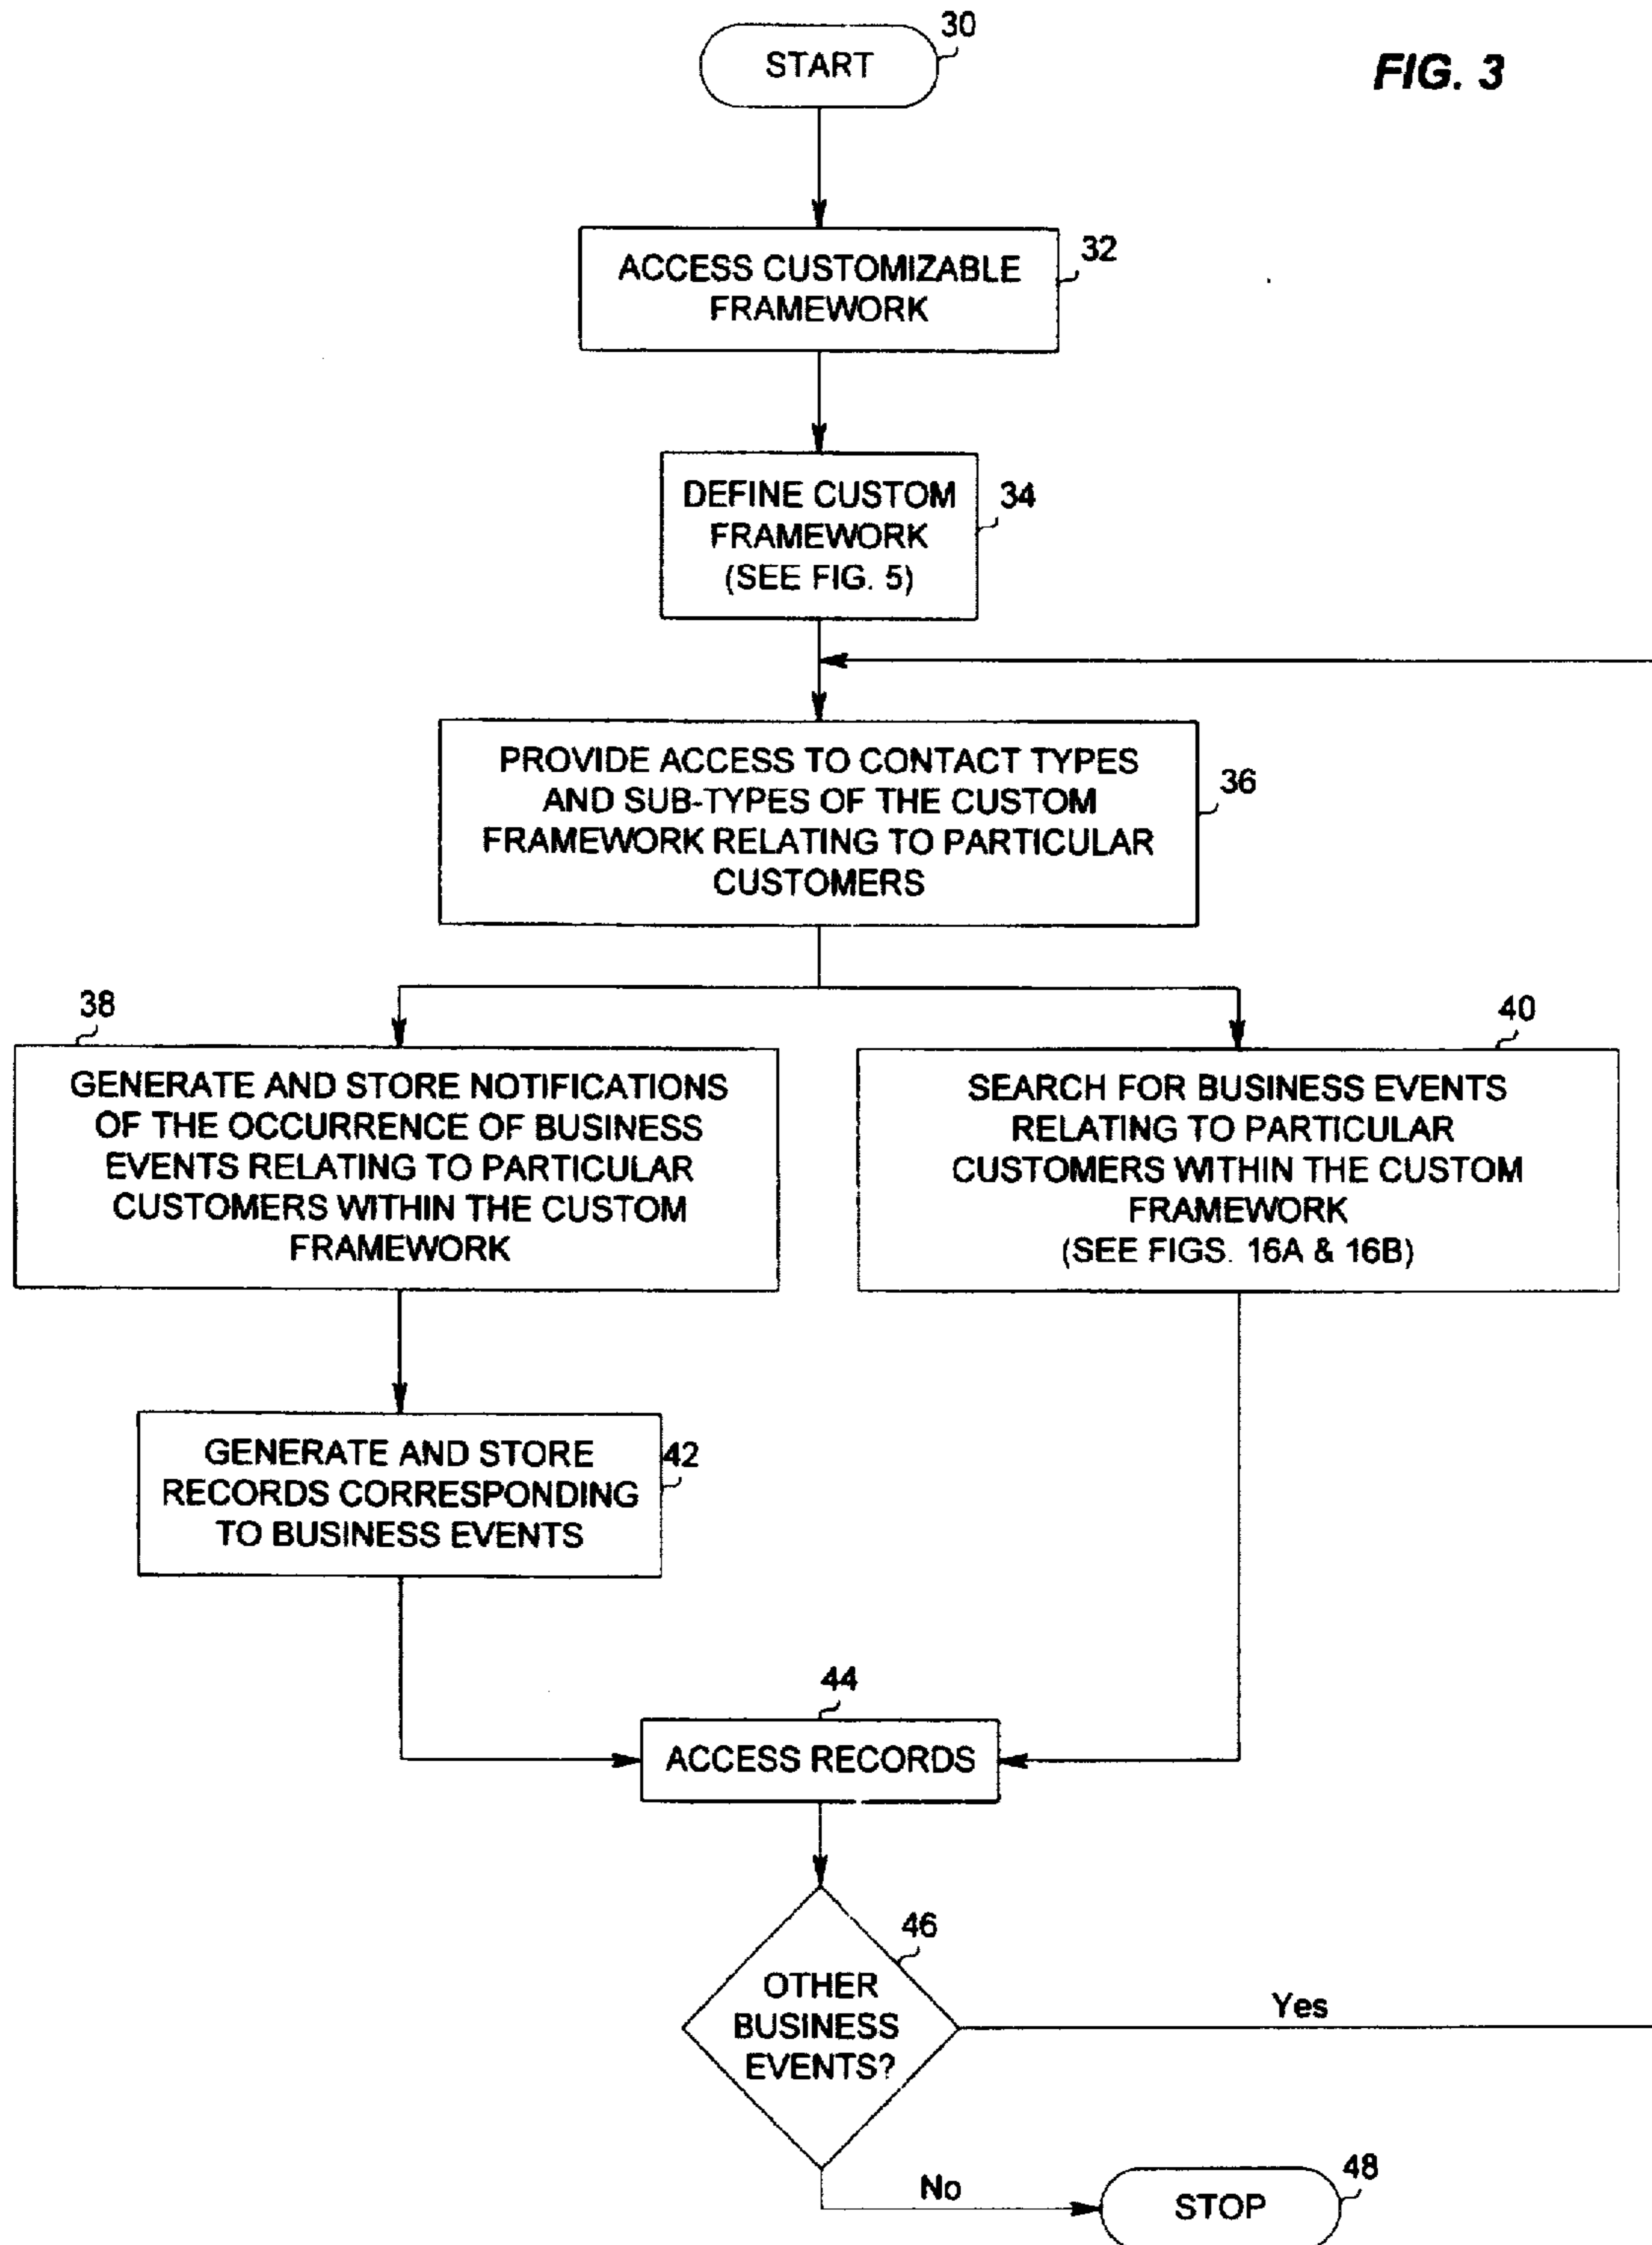 30
START
FIG. 3
32
ACCESS CUSTOMIZABLE
FRAMEWORK
34
DEFINE CUSTOM
FRAMEWORK
(SEE FIG. 5)
36
PROVIDE ACCESS TO CONTACT TYPES
AND SUB-TYPES OF THE CUSTOM
FRAMEWORK RELATING TO PARTICULAR
CUSTOMERS
38
GENERATE AND STORE NOTIFICATIONS
OF THE OCCURRENCE OF BUSINESS
EVENTS RELATING TO PARTICULAR
CUSTOMERS WITHIN THE CUSTOM
FRAMEWORK
40
SEARCH FOR BUSINESS EVENTS
RELATING TO PARTICULAR
CUSTOMERS WITHIN THE CUSTOM
FRAMEWORK
(SEE FIGS. 16A & 16B)
42
GENERATE AND STORE
RECORDS CORRESPONDING
TO BUSINESS EVENTS
44
ACCESS RECORDS
46
OTHER
BUSINESS
EVENTS?
Yes
No
48
STOP